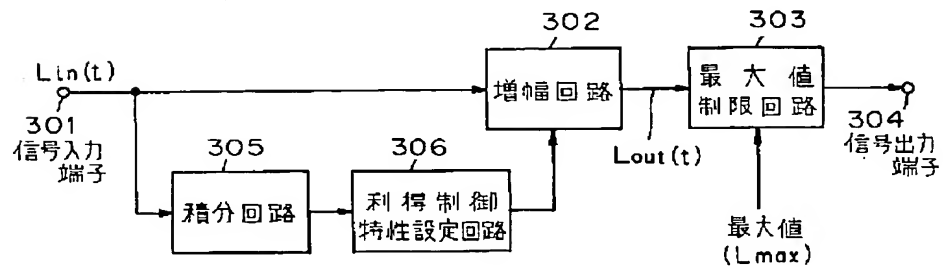 302
303
Lin(t)
増幅回路
最大値
制限回路
301
信号入力
端子
304
信号出力
端子
305
306
Lout(t)
積分回路
利得制御
特性設定回路
最大値
(Lmax)